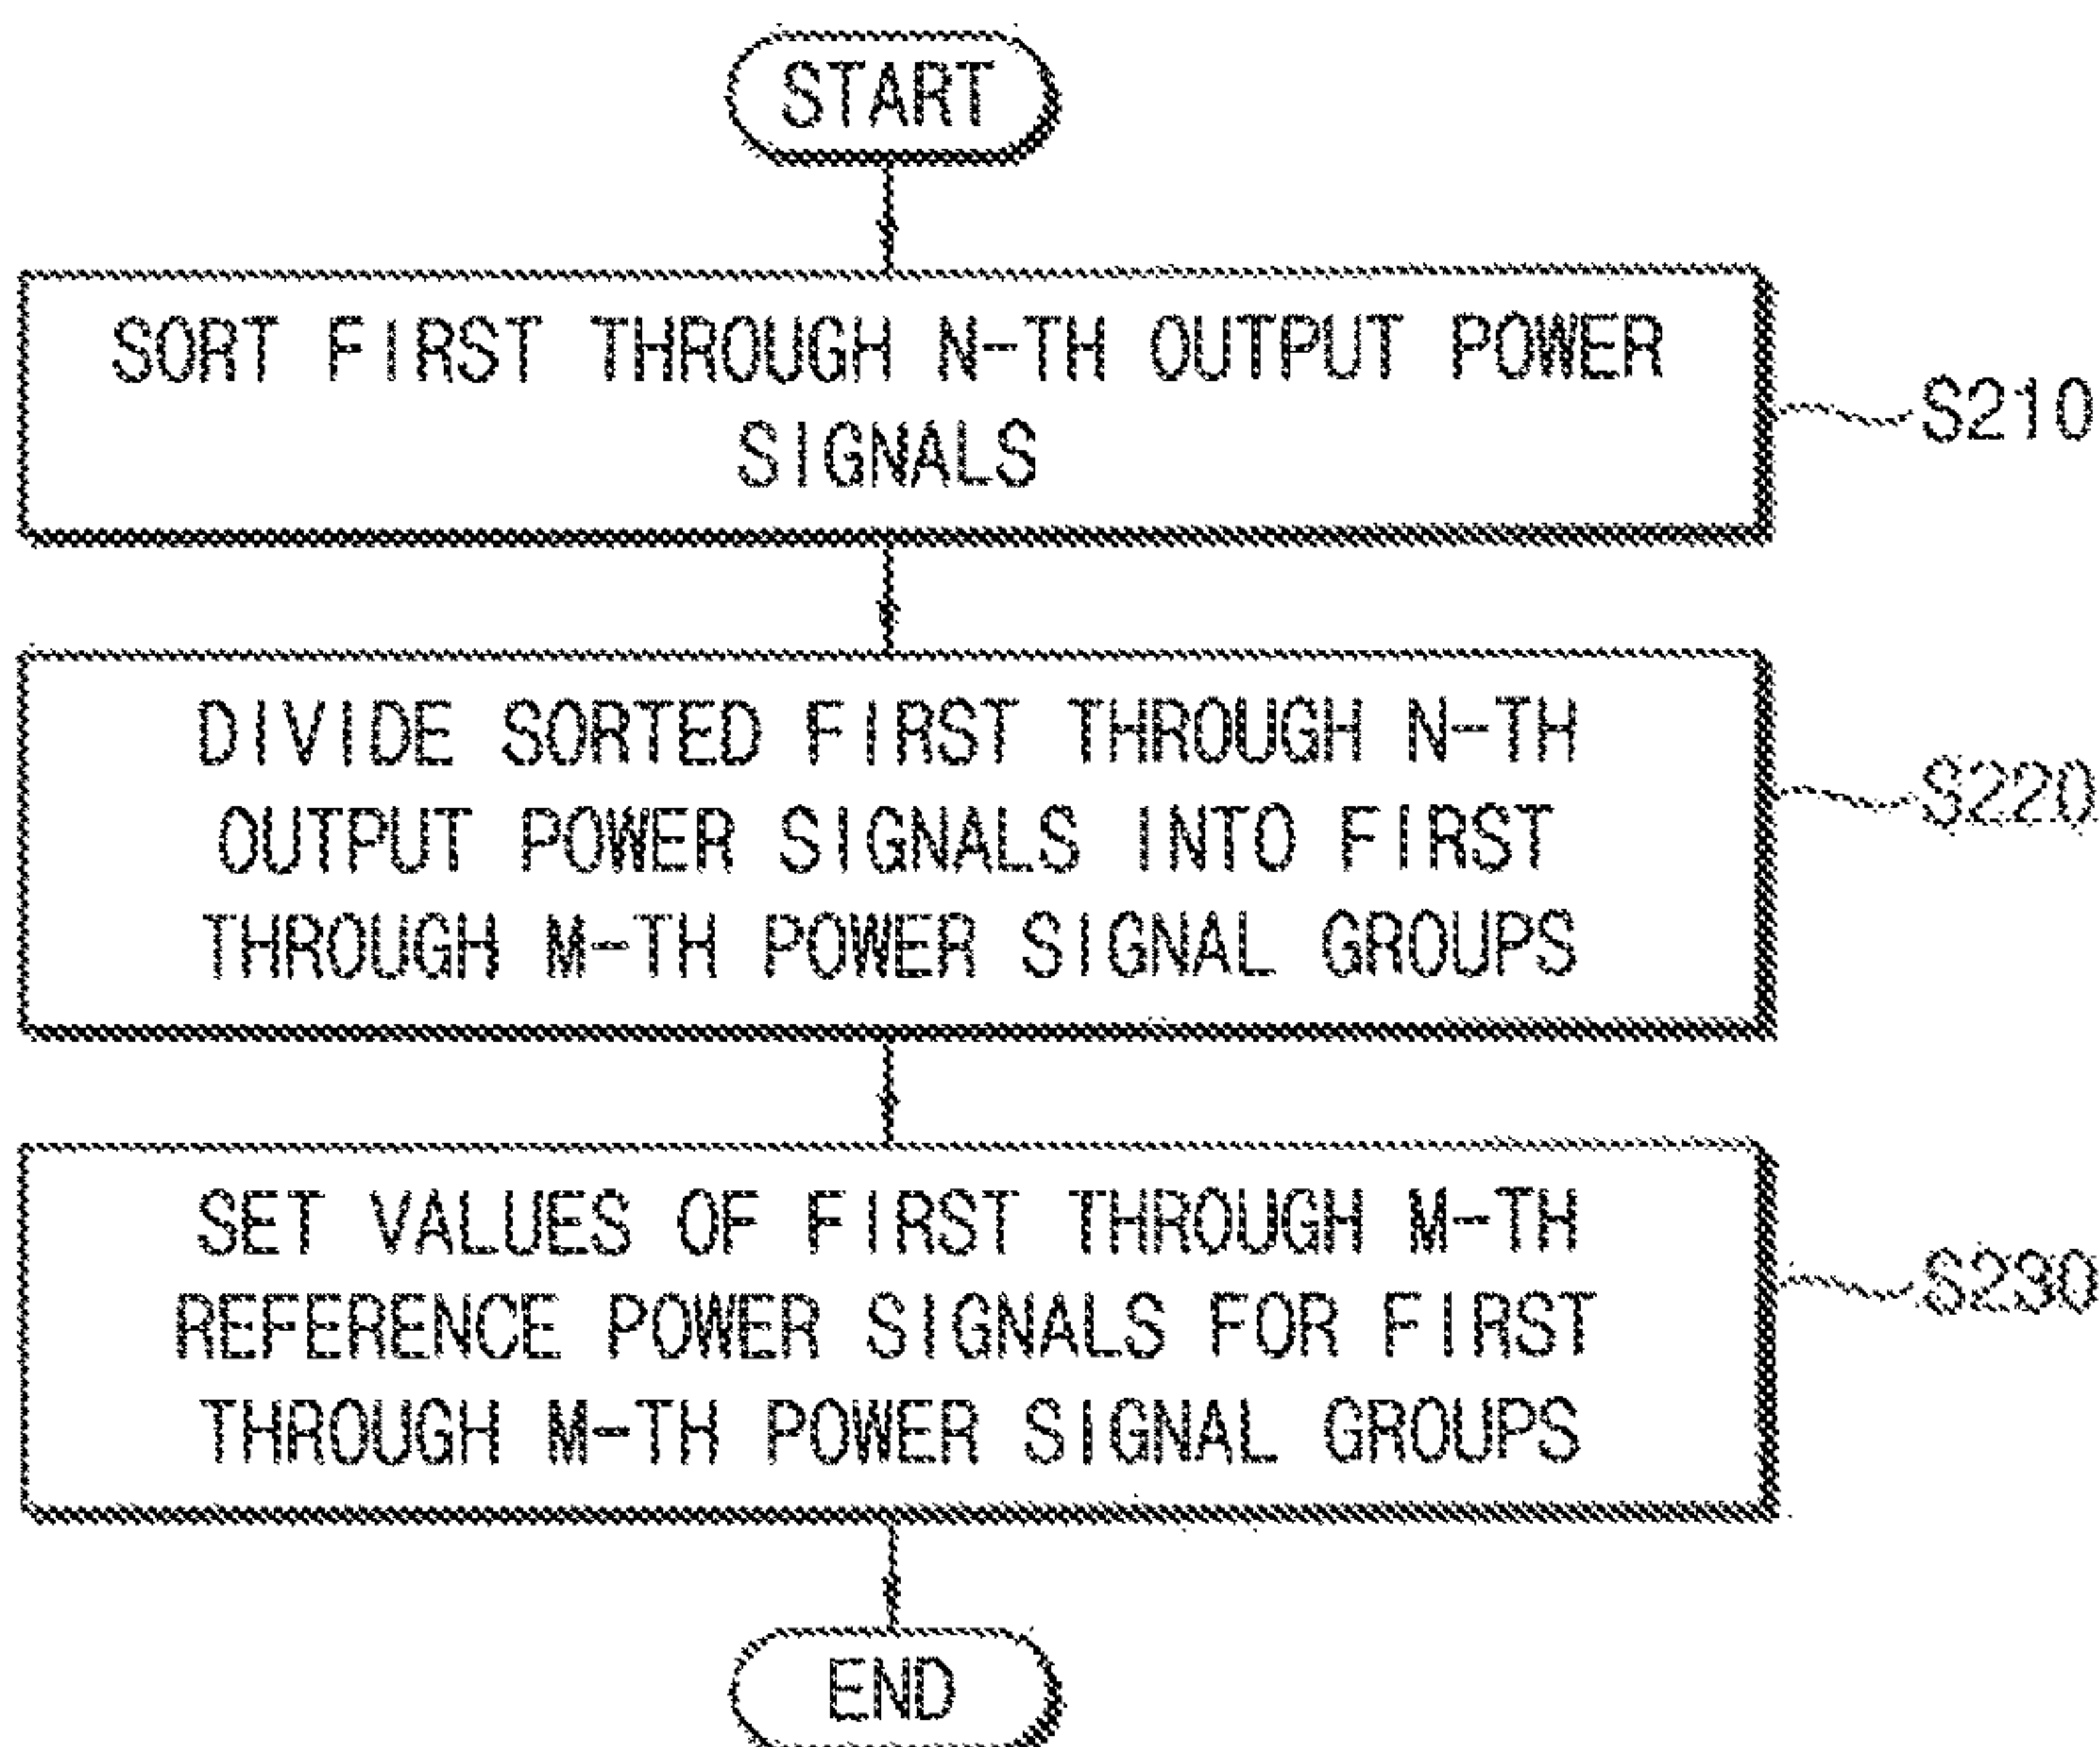 START
SORT FIRST THROUGH N-TH OUTPUT POWER
SIGNALS
S210
DIVIDE SORTED FIRST THROUGH N-TH
OUTPUT POWER SIGNALS INTO FIRST
THROUGH M-TH POWER SIGNAL GROUPS
S220
SET VALUES OF FIRST THROUGH M-TH
REFERENCE POWER SIGNALS FOR FIRST
THROUGH M-TH POWER SIGNAL GROUPS
S230
END